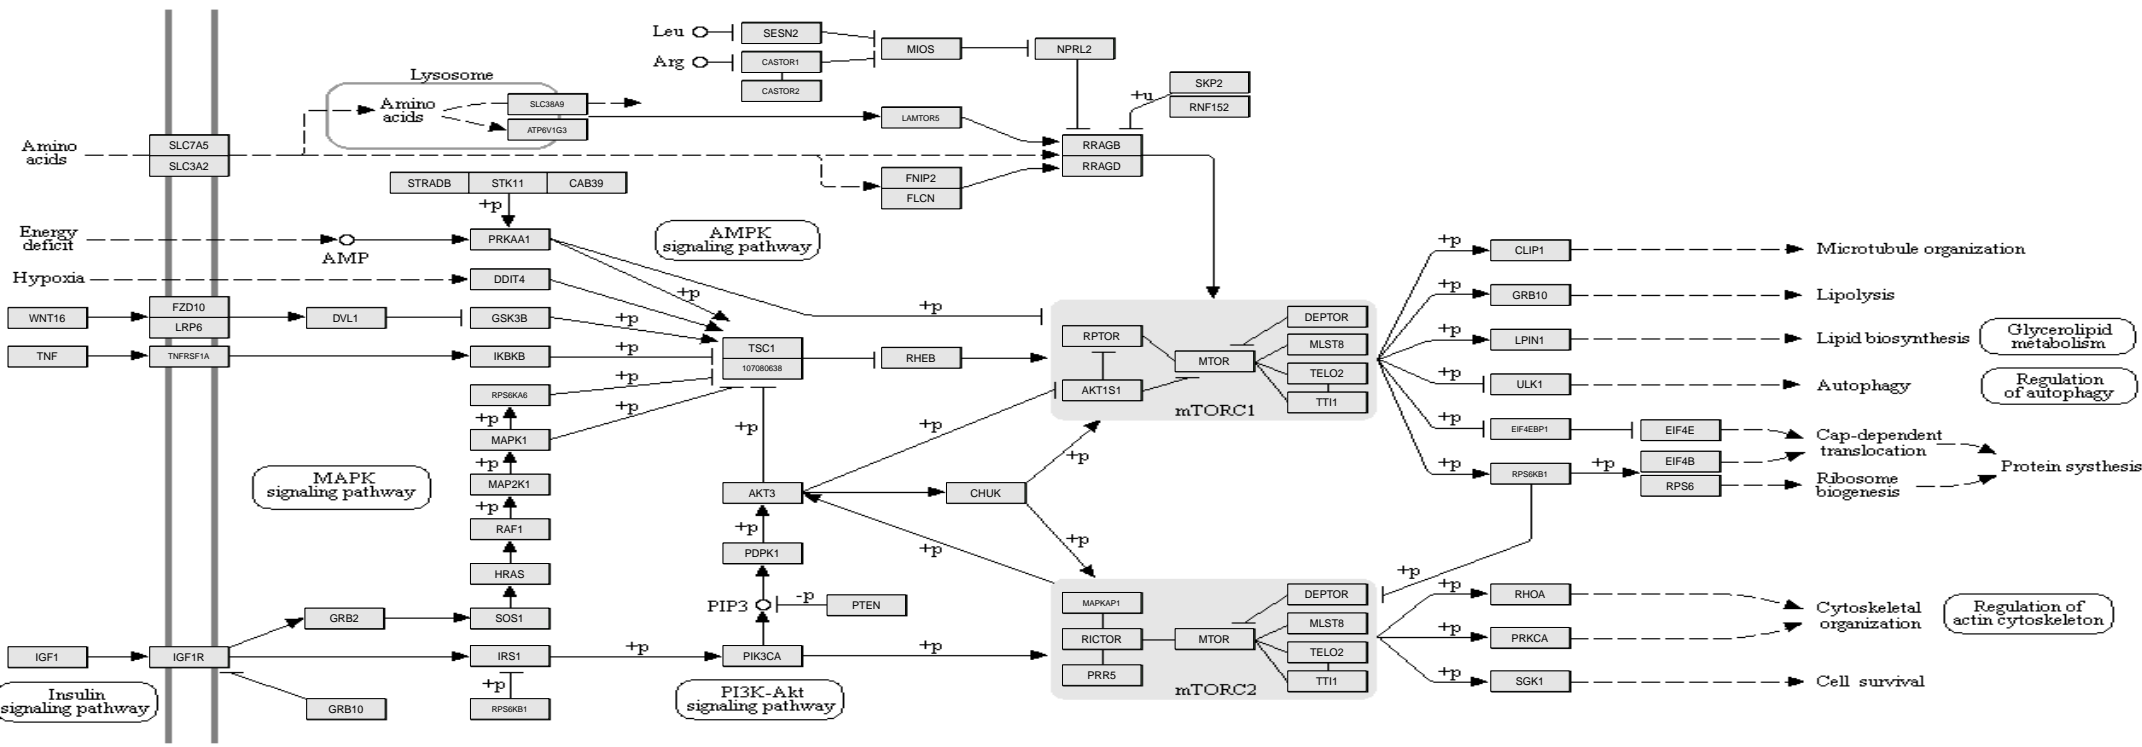 Leu
SESN2
MIOS
NPRL2
Arg
CASTOR1
CASTOR2
Lysosome
Amino
acids
SLC38A9
ATP6V1G3
LAMTOR5
+u
SKP2
RNF152
Amino
acids
SLC7A5
SLC3A2
RRAGB
RRAGD
FNIP2
FLCN
STRADB
STK11
CAB39
+p
Energy
deficit
AMP
PRKAA1
AMPK
signaling pathway
Hypoxia
DDIT4
+p
+p
WNT16
FZD10
LRP6
DVL1
GSK3B
+p
TNF
TNFRSF1A
IKBKB
+p
TSC1
107080638
RHEB
RPS6KA6
+p
+p
+p
MAPK1
+p
MAP2K1
+p
RAF1
HRAS
SOS1
GRB2
MAPK
signaling pathway
RPTOR
AKT1S1
MTOR
DEPTOR
MLST8
TELO2
TTI1
mTORC1
+p
+p
AKT3
CHUK
+p
+p
+p
+p
PDPK1
PIP3
-p
PTEN
IGF1
IGF1R
IRS1
+p
PIK3CA
+p
Insulin
signaling pathway
GRB10
+p
RPS6KB1
PI3K-Akt
signaling pathway
MAPKAP1
RICTOR
PRR5
MTOR
DEPTOR
MLST8
TELO2
TTI1
mTORC2
+p
CLIP1
Microtubule organization
+p
GRB10
Lipolysis
+p
LPIN1
Lipid biosynthesis
Glycerolipid
metabolism
+p
ULK1
Autophagy
Regulation
of autophagy
+p
EIF4EBP1
EIF4E
Cap-dependent
translocation
+p
RPS6KB1
+p
EIF4B
RPS6
Ribosome
biogenesis
Protein systhesis
+p
+p
RHOA
+p
PRKCA
Cytoskeletal
organization
Regulation of
actin cytoskeleton
+p
SGK1
Cell survival